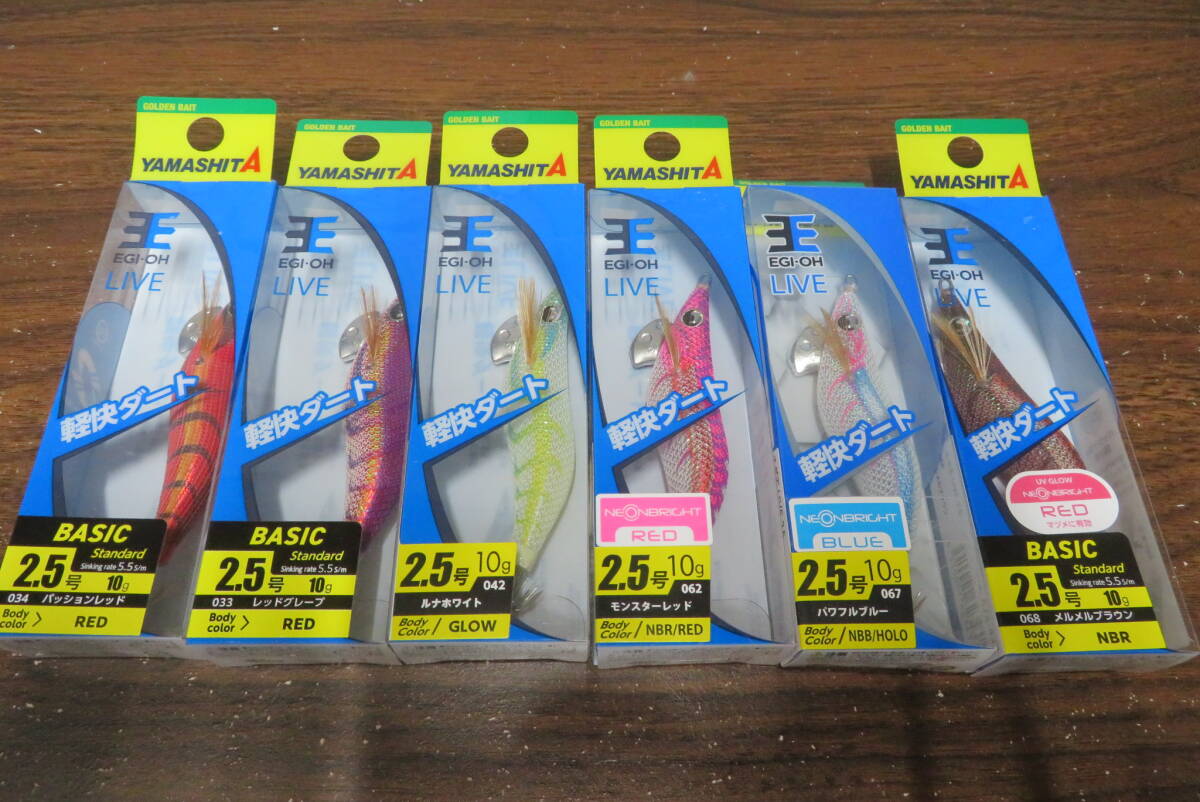 GOLDEN BAIT
YAMASHITA
EGI-OH
LIVE
軽快ダート
BASIC
Standard
2.5号
Sinking rate 5.5s/m
10g
034 パッションレッド
Body color > RED
GOLDEN BAIT
YAMASHITA
EGI-OH
LIVE
軽快ダート
BASIC
Standard
2.5号
Sinking rate 5.5s/m
10g
033 レッドグレープ
Body color > RED
GOLDEN BAIT
YAMASHITA
EGI-OH
LIVE
軽快ダート
2.5号 10g
042
ルナホワイト
Body Color / GLOW
GOLDEN BAIT
YAMASHITA
EGI-OH
LIVE
軽快ダート
NEONBRIGHT
RED
2.5号 10g
062
モンスターレッド
Body Color / NBR/RED
EGI-OH
LIVE
軽快ダート
NEONBRIGHT
BLUE
2.5号 10g
067
パワフルブルー
Body Color / NBB/HOLO
GOLDEN BAIT
YAMASHITA
EGI-OH
LIVE
軽快ダート
UV GLOW
NEONBRIGHT
RED
マヅメに有効
BASIC
Standard
2.5号
Sinking rate 5.5s/m
10g
068 メルメルブラウン
Body color > NBR